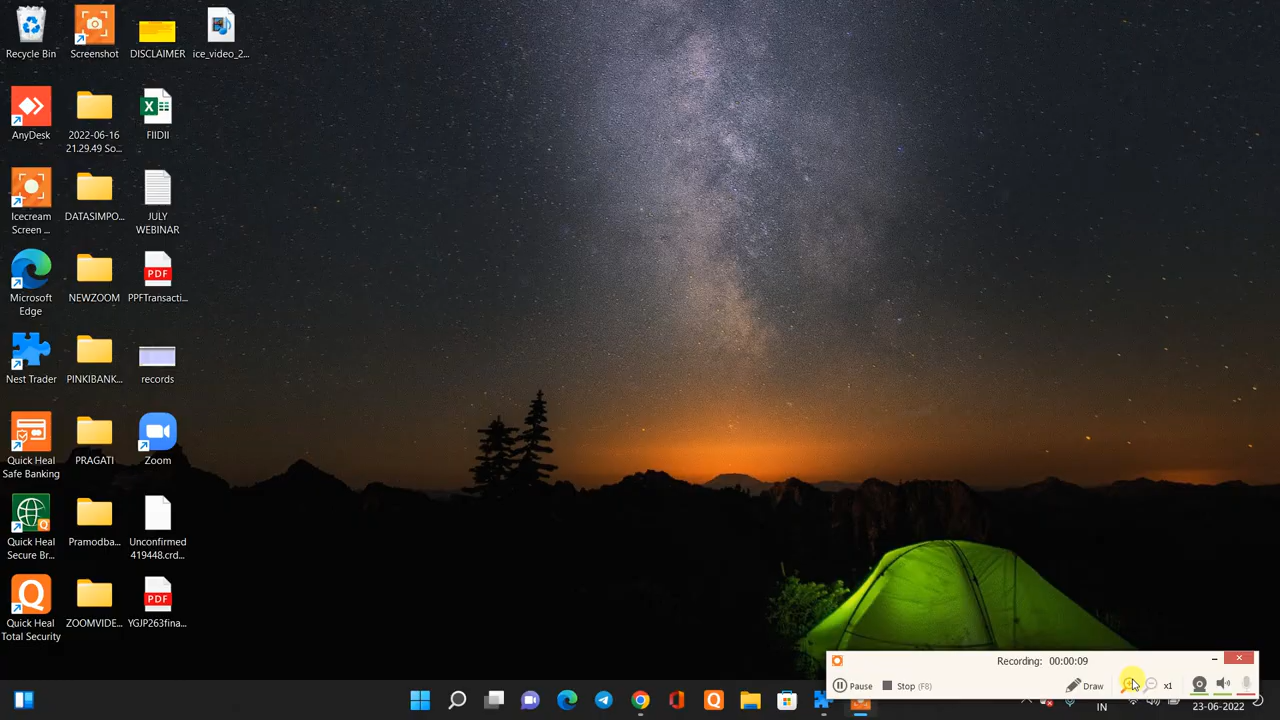 Recycle Bin
Screenshot
DISCLAIMER
ice_video_2...
AnyDesk
2022-06-16
21.29.49 So...
FIIDII
Icecream
Screen ...
DATASIMPO...
JULY
WEBINAR
Microsoft
Edge
NEWZOOM
PPFTransacti...
Nest Trader
PINKIBANK...
records
Quick Heal
Safe Banking
PRAGATI
Zoom
Quick Heal
Secure Br...
Pramodba...
Unconfirmed
419448.crd...
Quick Heal
Total Security
ZOOMVIDE...
YGJP263fina...
PDF
PDF
Recording: 00:00:09
Pause
Stop (F8)
Draw
x1
IN
23-06-2022